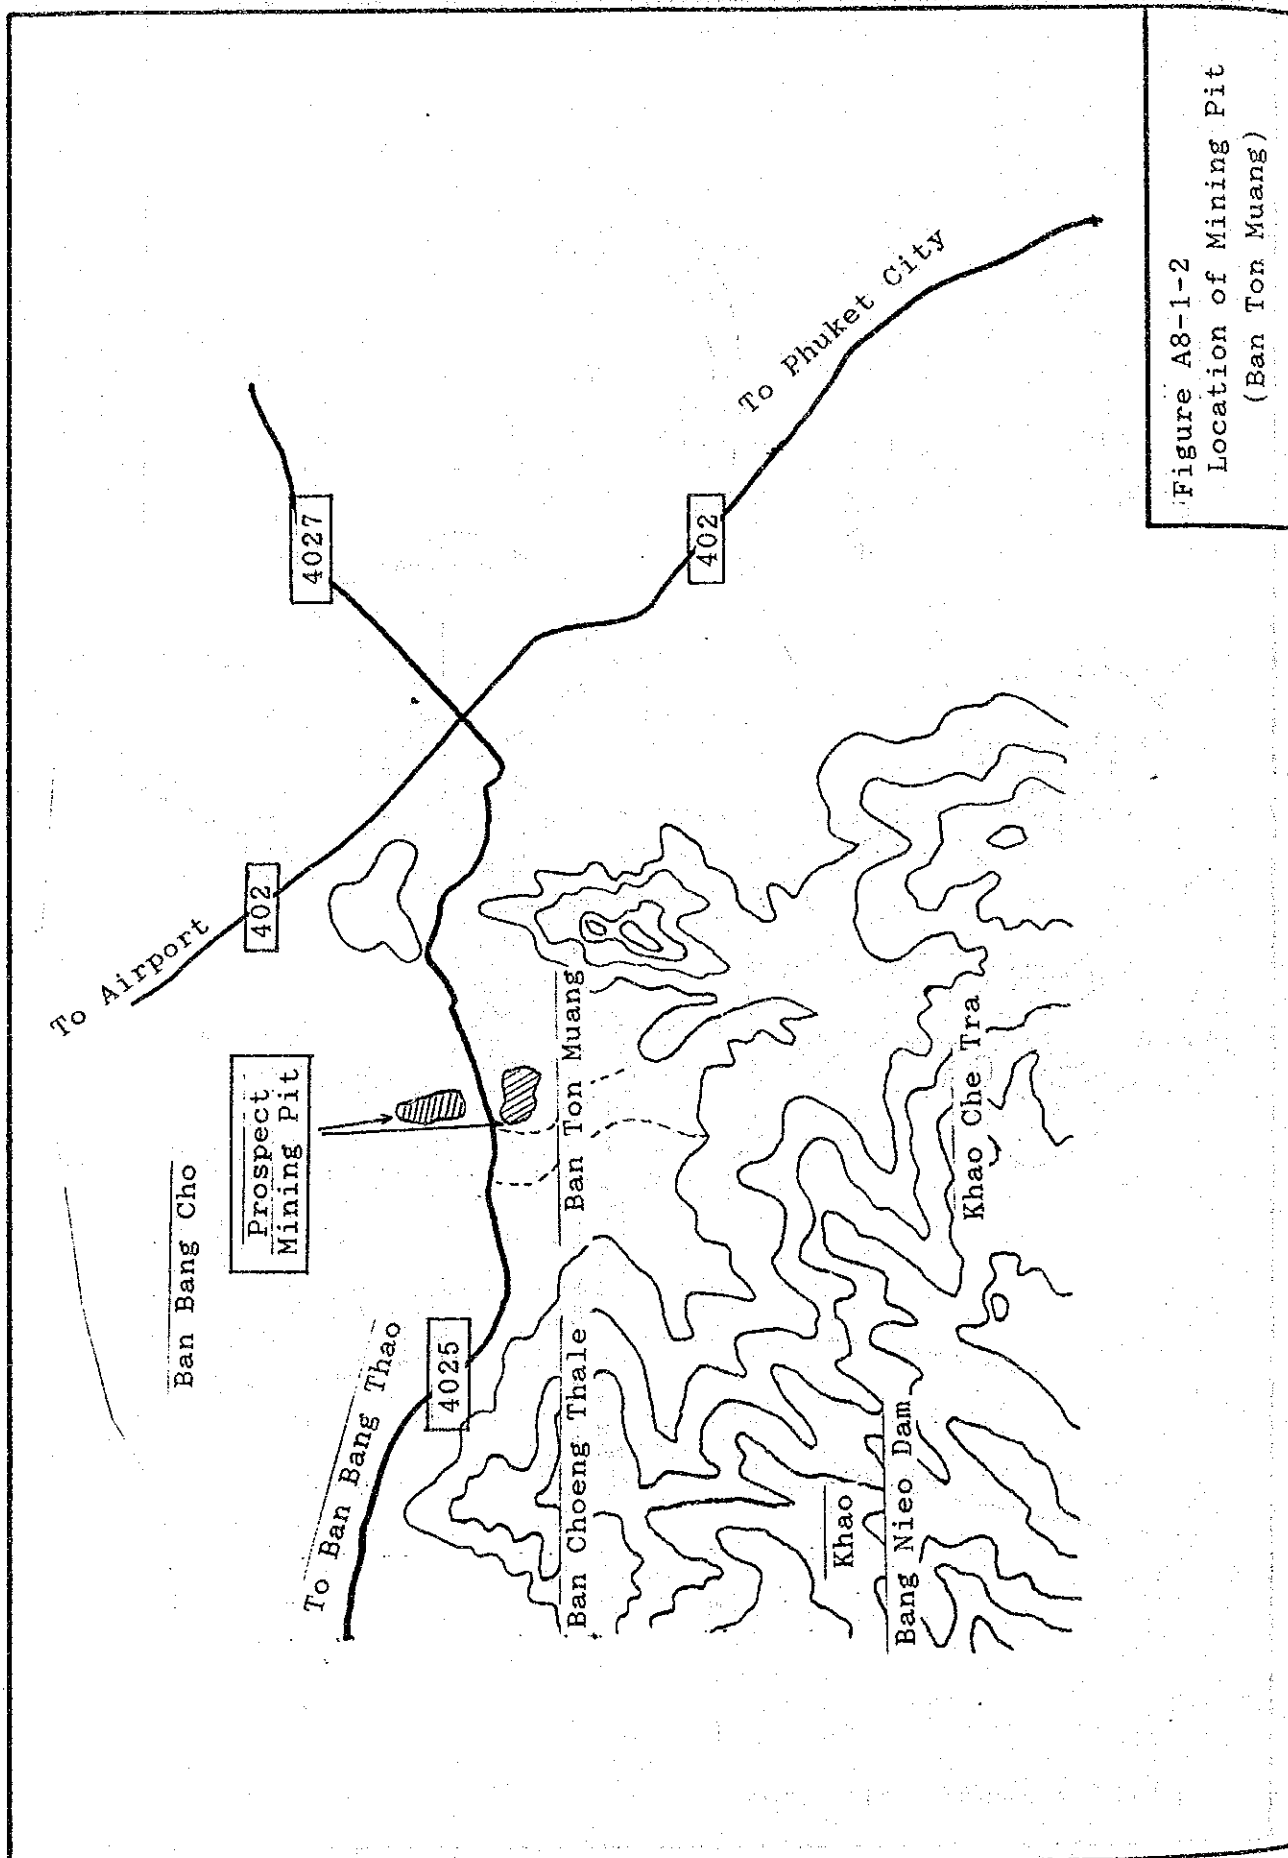 To Airport
402
4027
Ban Bang Cho
Prospect
Mining Pit
To Ban Bang Thao
4025
To Phuket City
402
Ban Choeng Thale
Ban Ton Muang
Khao
Bang Nieo Dam
Khao Che Tra
Figure A8-1-2
Location of Mining Pit
(Ban Ton Muang)